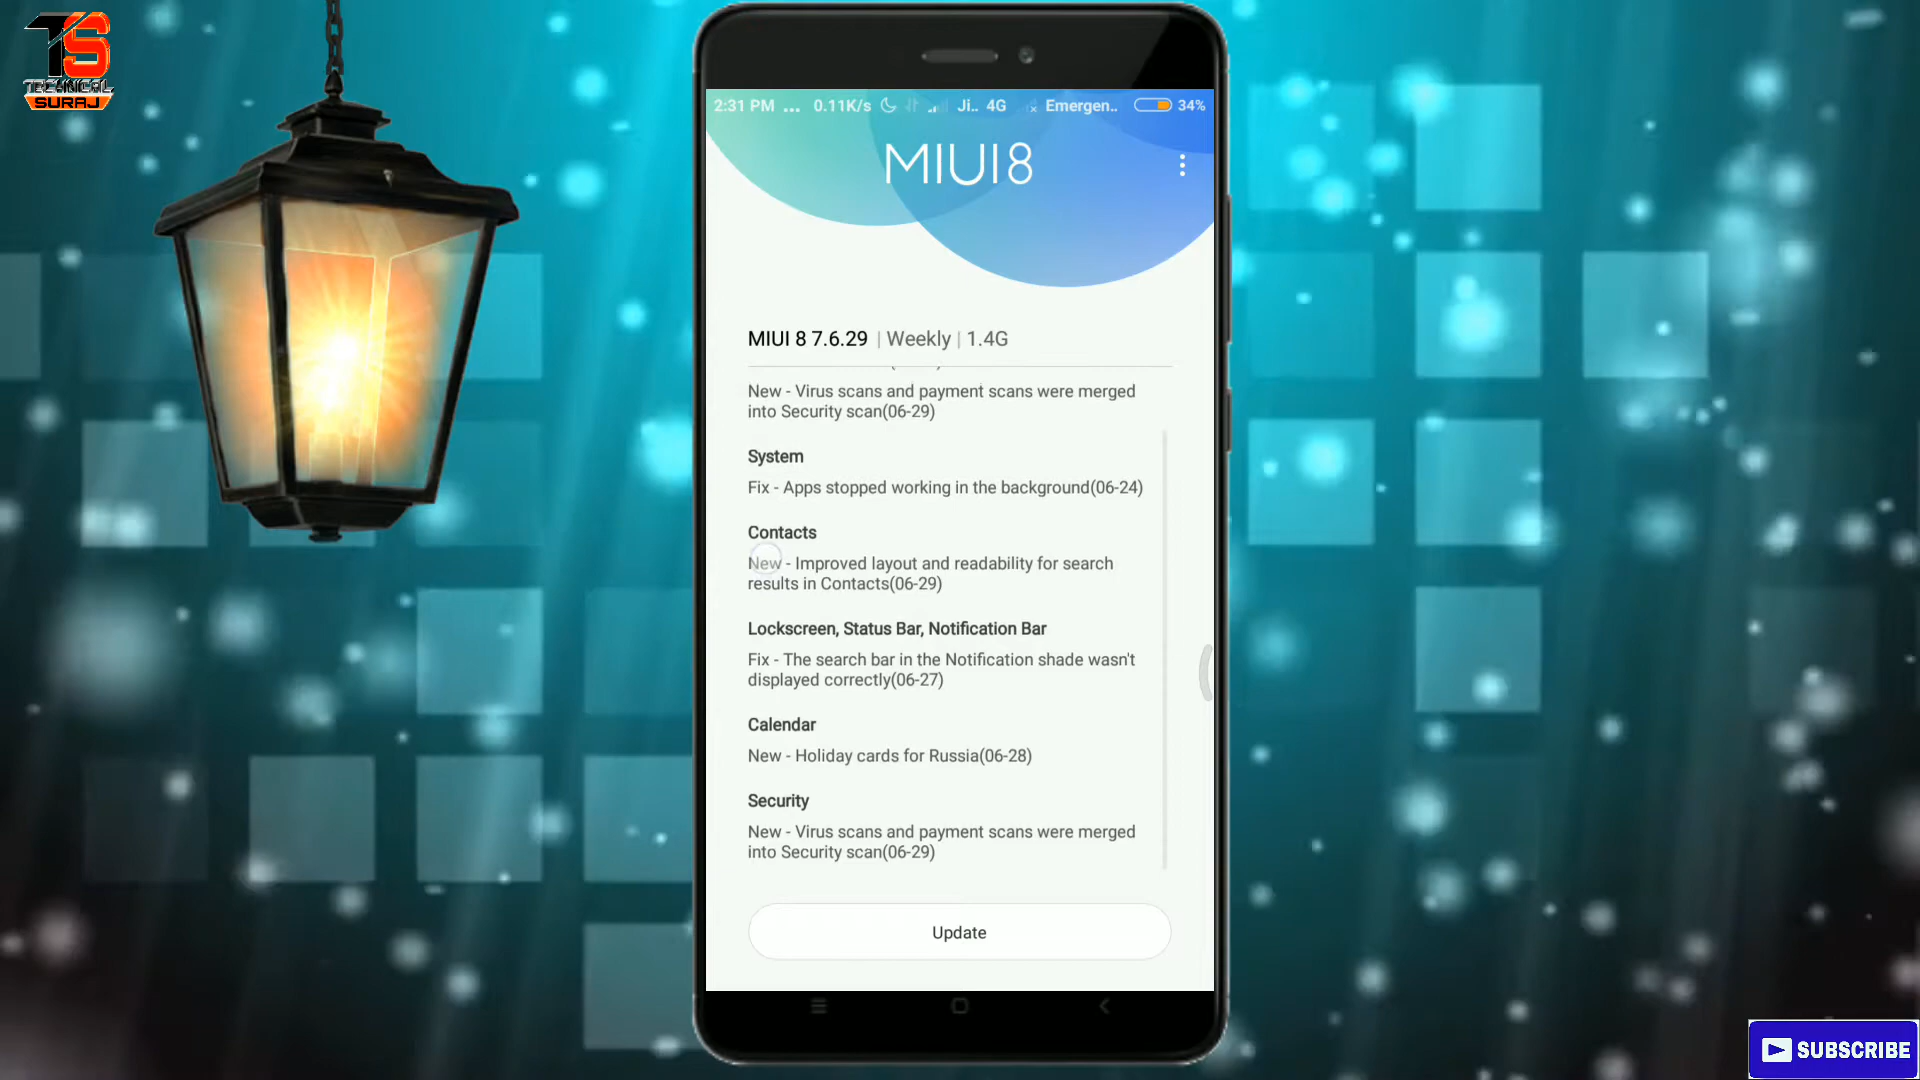 TS
TECHNICAL
SURAJ
2:31 PM ... 0.11K/s Ji.. 4G Emergen.. 34%
MIUI 8
MIUI 8 7.6.29 | Weekly | 1.4G
New - Virus scans and payment scans were merged
into Security scan(06-29)
System
Fix - Apps stopped working in the background(06-24)
Contacts
New - Improved layout and readability for search
results in Contacts(06-29)
Lockscreen, Status Bar, Notification Bar
Fix - The search bar in the Notification shade wasn't
displayed correctly(06-27)
Calendar
New - Holiday cards for Russia(06-28)
Security
New - Virus scans and payment scans were merged
into Security scan(06-29)
Update
SUBSCRIBE